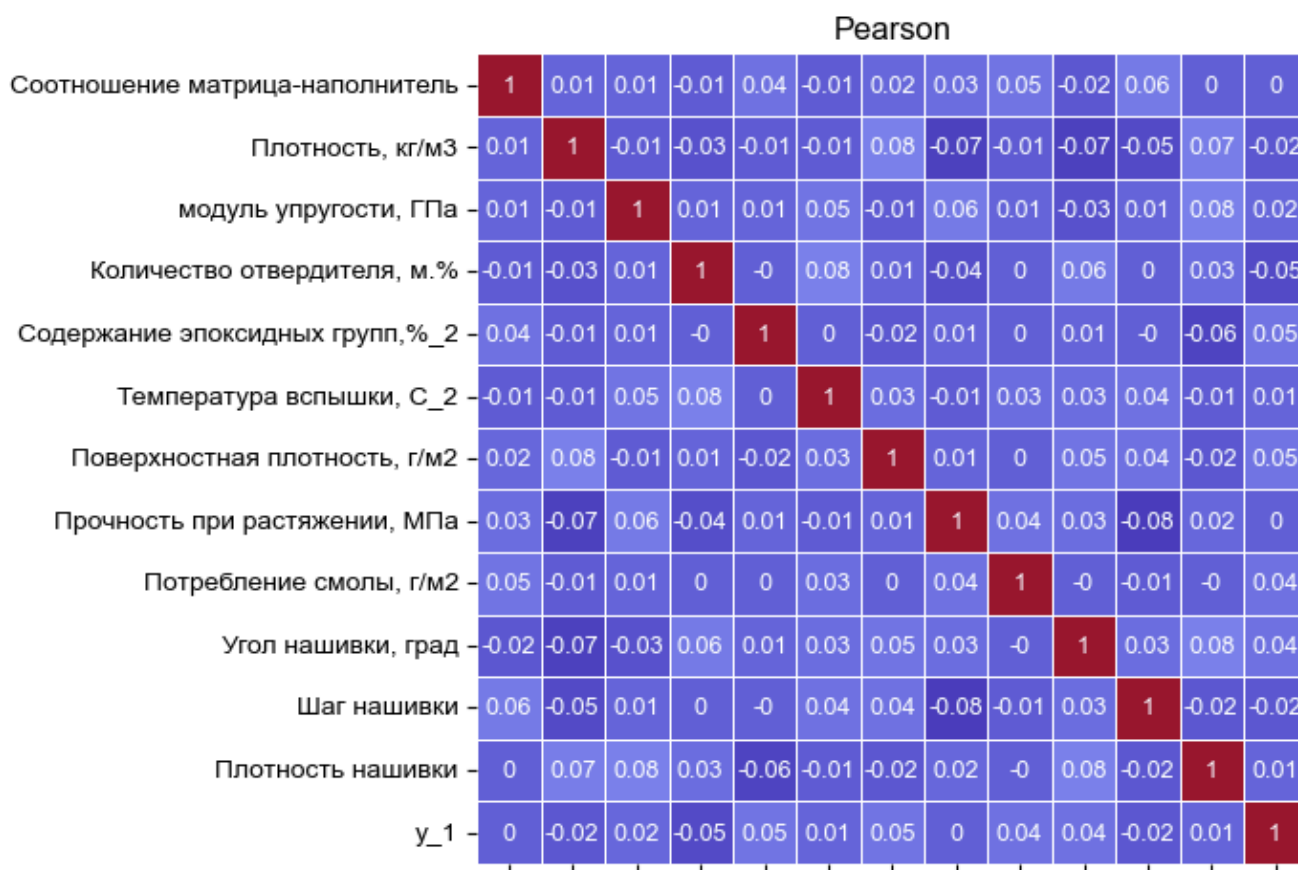 Pearson
Соотношение матрица-наполнитель 1 0.01 0.01 -0.01 0.04 -0.01 0.02 0.03 0.05 -0.02 0.06 0 0
Плотность, кг/м3 0.01 1 -0.01 -0.03 -0.01 -0.01 0.08 -0.07 -0.01 -0.07 -0.05 0.07 -0.02
модуль упругости, ГПа 0.01 -0.01 1 0.01 0.01 0.05 -0.01 0.06 0.01 -0.03 0.01 0.08 0.02
Количество отвердителя, м.% -0.01 -0.03 0.01 1 -0 0.08 0.01 -0.04 0 0.06 0 0.03 -0.05
Содержание эпоксидных групп,%_2 0.04 -0.01 0.01 -0 1 0 -0.02 0.01 0 0.01 -0 -0.06 0.05
Температура вспышки, С_2 -0.01 -0.01 0.05 0.08 0 1 0.03 -0.01 0.03 0.03 0.04 -0.01 0.01
Поверхностная плотность, г/м2 0.02 0.08 -0.01 0.01 -0.02 0.03 1 0.01 0 0.05 0.04 -0.02 0.05
Прочность при растяжении, МПа 0.03 -0.07 0.06 -0.04 0.01 -0.01 0.01 1 0.04 0.03 -0.08 0.02 0
Потребление смолы, г/м2 0.05 -0.01 0.01 0 0 0.03 0 0.04 1 -0 -0.01 -0 0.04
Угол нашивки, град -0.02 -0.07 -0.03 0.06 0.01 0.03 0.05 0.03 -0 1 0.03 0.08 0.04
Шаг нашивки 0.06 -0.05 0.01 0 -0 0.04 0.04 -0.08 -0.01 0.03 1 -0.02 -0.02
Плотность нашивки 0 0.07 0.08 0.03 -0.06 -0.01 -0.02 0.02 -0 0.08 -0.02 1 0.01
y_1 0 -0.02 0.02 -0.05 0.05 0.01 0.05 0 0.04 0.04 -0.02 0.01 1